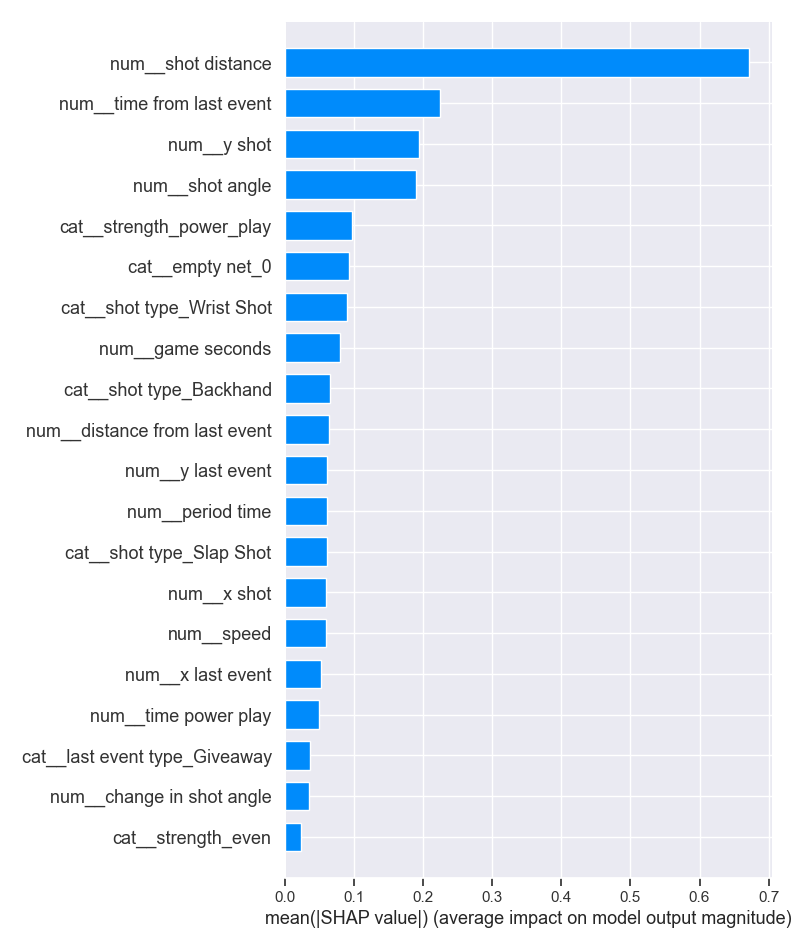 num__shot distance
num__time from last event
num__y shot
num__shot angle
cat__strength_power_play
cat__empty net_0
cat__shot type_Wrist Shot
num__game seconds
cat__shot type_Backhand
num__distance from last event
num__y last event
num__period time
cat__shot type_Slap Shot
num__x shot
num__speed
num__x last event
num__time power play
cat__last event type_Giveaway
num__change in shot angle
cat__strength_even
0.0 0.1 0.2 0.3 0.4 0.5 0.6 0.7
mean(|SHAP value|) (average impact on model output magnitude)